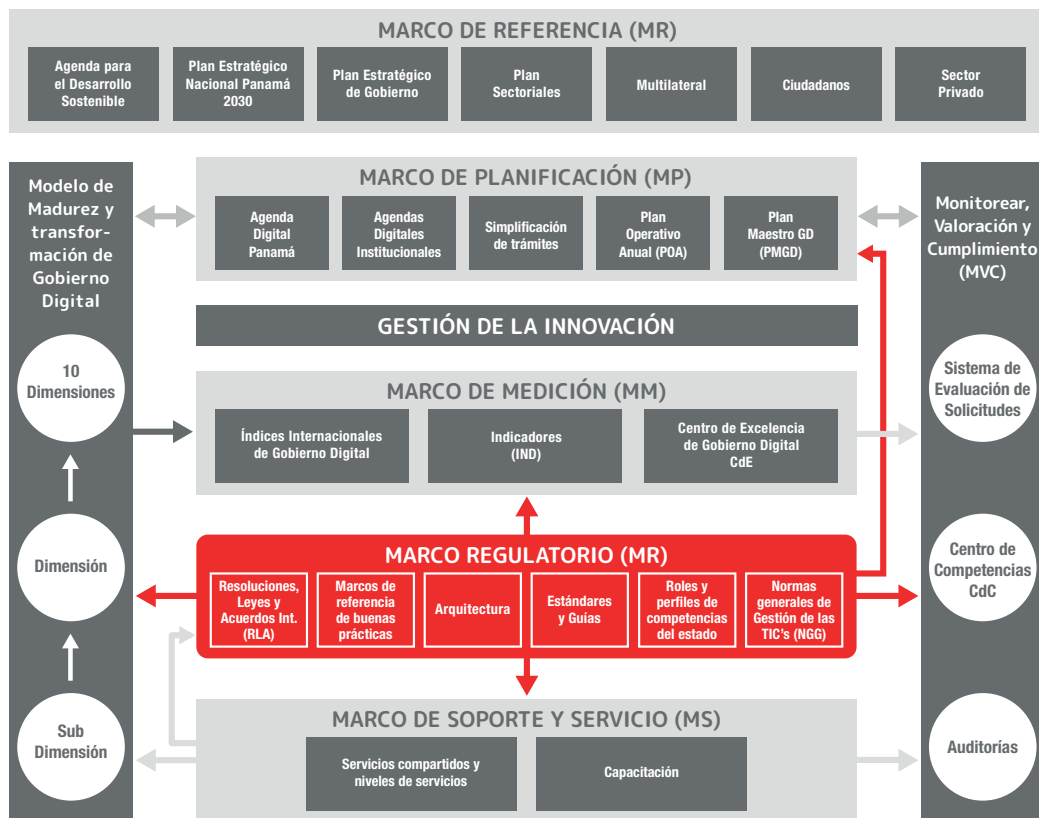 MARCO DE REFERENCIA (MR)
Agenda para
el Desarrollo
Sostenible
Plan Estratégico
Nacional Panamá
2030
Plan Estratégico
de Gobierno
Plan
Sectoriales
Multilateral
Ciudadanos
Sector
Privado
Modelo de
Madurez y
transfor-
mación de
Gobierno
Digital
10
Dimensiones
Dimensión
Sub
Dimensión
MARCO DE PLANIFICACIÓN (MP)
Agenda
Digital
Panamá
Agendas
Digitales
Institucionales
Simplificación
de trámites
Plan
Operativo
Anual (POA)
Plan
Maestro GD
(PMGD)
GESTIÓN DE LA INNOVACIÓN
MARCO DE MEDICIÓN (MM)
Índices Internacionales
de Gobierno Digital
Indicadores
(IND)
Centro de Excelencia
de Gobierno Digital
CdE
MARCO REGULATORIO (MR)
Resoluciones,
Leyes y
Acuerdos Int.
(RLA)
Marcos de
referencia
de buenas
prácticas
Arquitectura
Estándares
y Guías
Roles y
perfiles de
competencias
del estado
Normas
generales de
Gestión de las
TIC's (NGG)
MARCO DE SOPORTE Y SERVICIO (MS)
Servicios compartidos y
niveles de servicios
Capacitación
Monitorear,
Valoración y
Cumplimiento
(MVC)
Sistema de
Evaluación de
Solicitudes
Centro de
Competencias
CdC
Auditorías